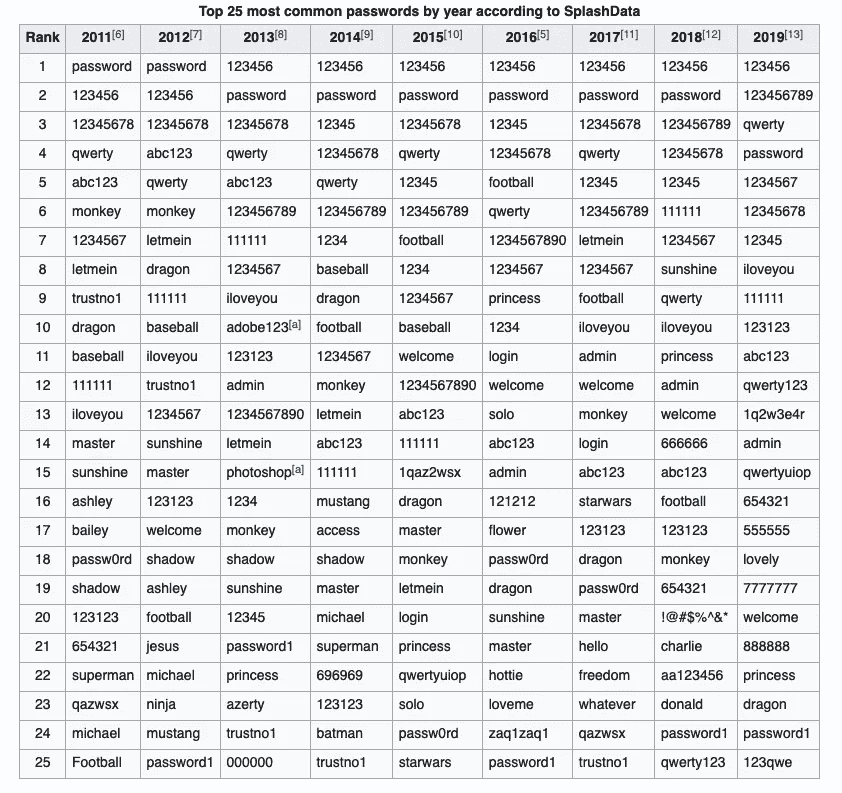 Top 25 most common passwords by year according to SplashData
Rank 2011[6] 2012[7] 2013[8] 2014[9] 2015[10] 2016[5] 2017[11] 2018[12] 2019[13]
1 password password 123456 123456 123456 123456 123456 123456 123456
2 123456 123456 password password password password password password 123456789
3 12345678 12345678 12345678 12345 12345678 12345 12345678 123456789 qwerty
4 qwerty abc123 qwerty 12345678 qwerty 12345678 qwerty 12345678 password
5 abc123 qwerty abc123 qwerty 12345 football 12345 12345 1234567
6 monkey monkey 123456789 123456789 123456789 qwerty 123456789 111111 12345678
7 1234567 letmein 111111 1234 football 1234567890 letmein 1234567 12345
8 letmein dragon 1234567 baseball 1234 1234567 1234567 sunshine iloveyou
9 trustno1 111111 iloveyou dragon 1234567 princess football qwerty 111111
10 dragon baseball adobe123[a] football baseball 1234 iloveyou iloveyou 123123
11 baseball iloveyou 123123 1234567 welcome login admin princess abc123
12 111111 trustno1 admin monkey 1234567890 welcome welcome admin qwerty123
13 iloveyou 1234567 1234567890 letmein abc123 solo monkey welcome 1q2w3e4r
14 master sunshine letmein abc123 111111 abc123 login 666666 admin
15 sunshine master photoshop[a] 111111 1qaz2wsx admin abc123 abc123 qwertyuiop
16 ashley 123123 1234 mustang dragon 121212 starwars football 654321
17 bailey welcome monkey access master flower 123123 123123 555555
18 passw0rd shadow shadow shadow monkey passw0rd dragon monkey lovely
19 shadow ashley sunshine master letmein dragon passw0rd 654321 7777777
20 123123 football 12345 michael login sunshine master !@#$%^&* welcome
21 654321 jesus password1 superman princess master hello charlie 888888
22 superman michael princess 696969 qwertyuiop hottie freedom aa123456 princess
23 qazwsx ninja azerty 123123 solo loveme whatever donald dragon
24 michael mustang trustno1 batman passw0rd zaq1zaq1 qazwsx password1 password1
25 Football password1 000000 trustno1 starwars password1 trustno1 qwerty123 123qwe